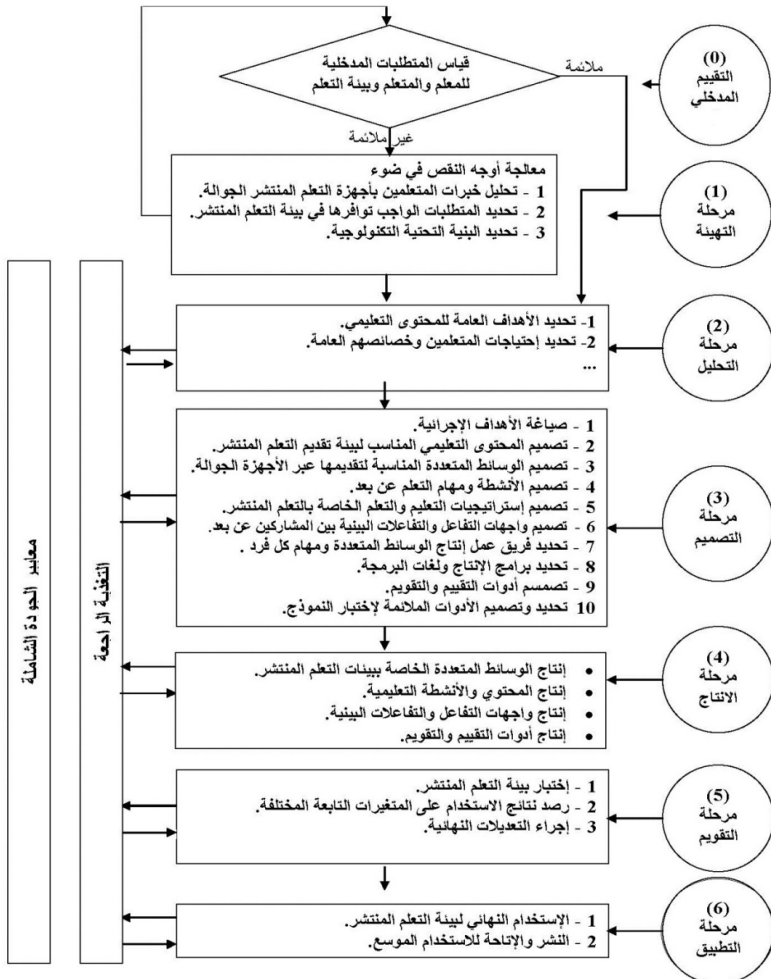 قياس المتطلبات المدخلية
للمعلم والمتعلم وبيئة التعلم
ملائمة
غير ملائمة
(0)
التقييم
المدخلي
معالجة أوجه النقص في ضوء
1 - تحليل خبرات المتعلمين بأجهزة التعلم المنتشر الجوالة.
2 - تحديد المتطلبات الواجب توافرها في بيئة التعلم المنتشر.
3 - تحديد البنية التحتية التكنولوجية.
(1)
مرحلة
التهيئة
1- تحديد الأهداف العامة للمحتوى التعليمي.
2- تحديد إحتياجات المتعلمين وخصائصهم العامة.
...
(2)
مرحلة
التحليل
1 - صياغة الأهداف الإجرائية.
2 - تصميم المحتوى التعليمي المناسب لبيئة تقديم التعلم المنتشر.
3 - تصميم الوسائط المتعددة المناسبة لتقديمها عبر الأجهزة الجوالة.
4 - تصميم الأنشطة ومهام التعلم عن بعد.
5 - تصميم إستراتيجيات التعليم والتعلم الخاصة بالتعلم المنتشر.
6 - تصميم واجهات التفاعل والتفاعلات البينية بين المشاركين عن بعد.
7 - تحديد فريق عمل إنتاج الوسائط المتعددة ومهام كل فرد .
8 - تحديد برامج الإنتاج ولغات البرمجة.
9 - تصمسم أدوات التقييم والتقويم.
10 تحديد وتصميم الأدوات الملائمة لإختبار النموذج.
(3)
مرحلة
التصميم
• إنتاج الوسائط المتعددة الخاصة ببيئات التعلم المنتشر.
• إنتاج المحتوي والأنشطة التعليمية.
• إنتاج واجهات التفاعل والتفاعلات البينية.
• إنتاج أدوات التقييم والتقويم.
(4)
مرحلة
الانتاج
1 - إختبار بيئة التعلم المنتشر.
2 - رصد نتائج الاستخدام على المتغيرات التابعة المختلفة.
3 - إجراء التعديلات النهائية.
(5)
مرحلة
التقويم
1 - الإستخدام النهائي لبيئة التعلم المنتشر.
2 - النشر والإتاحة للاستخدام الموسع.
(6)
مرحلة
التطبيق
التغذية الراجعة
معايير الجودة الشاملة